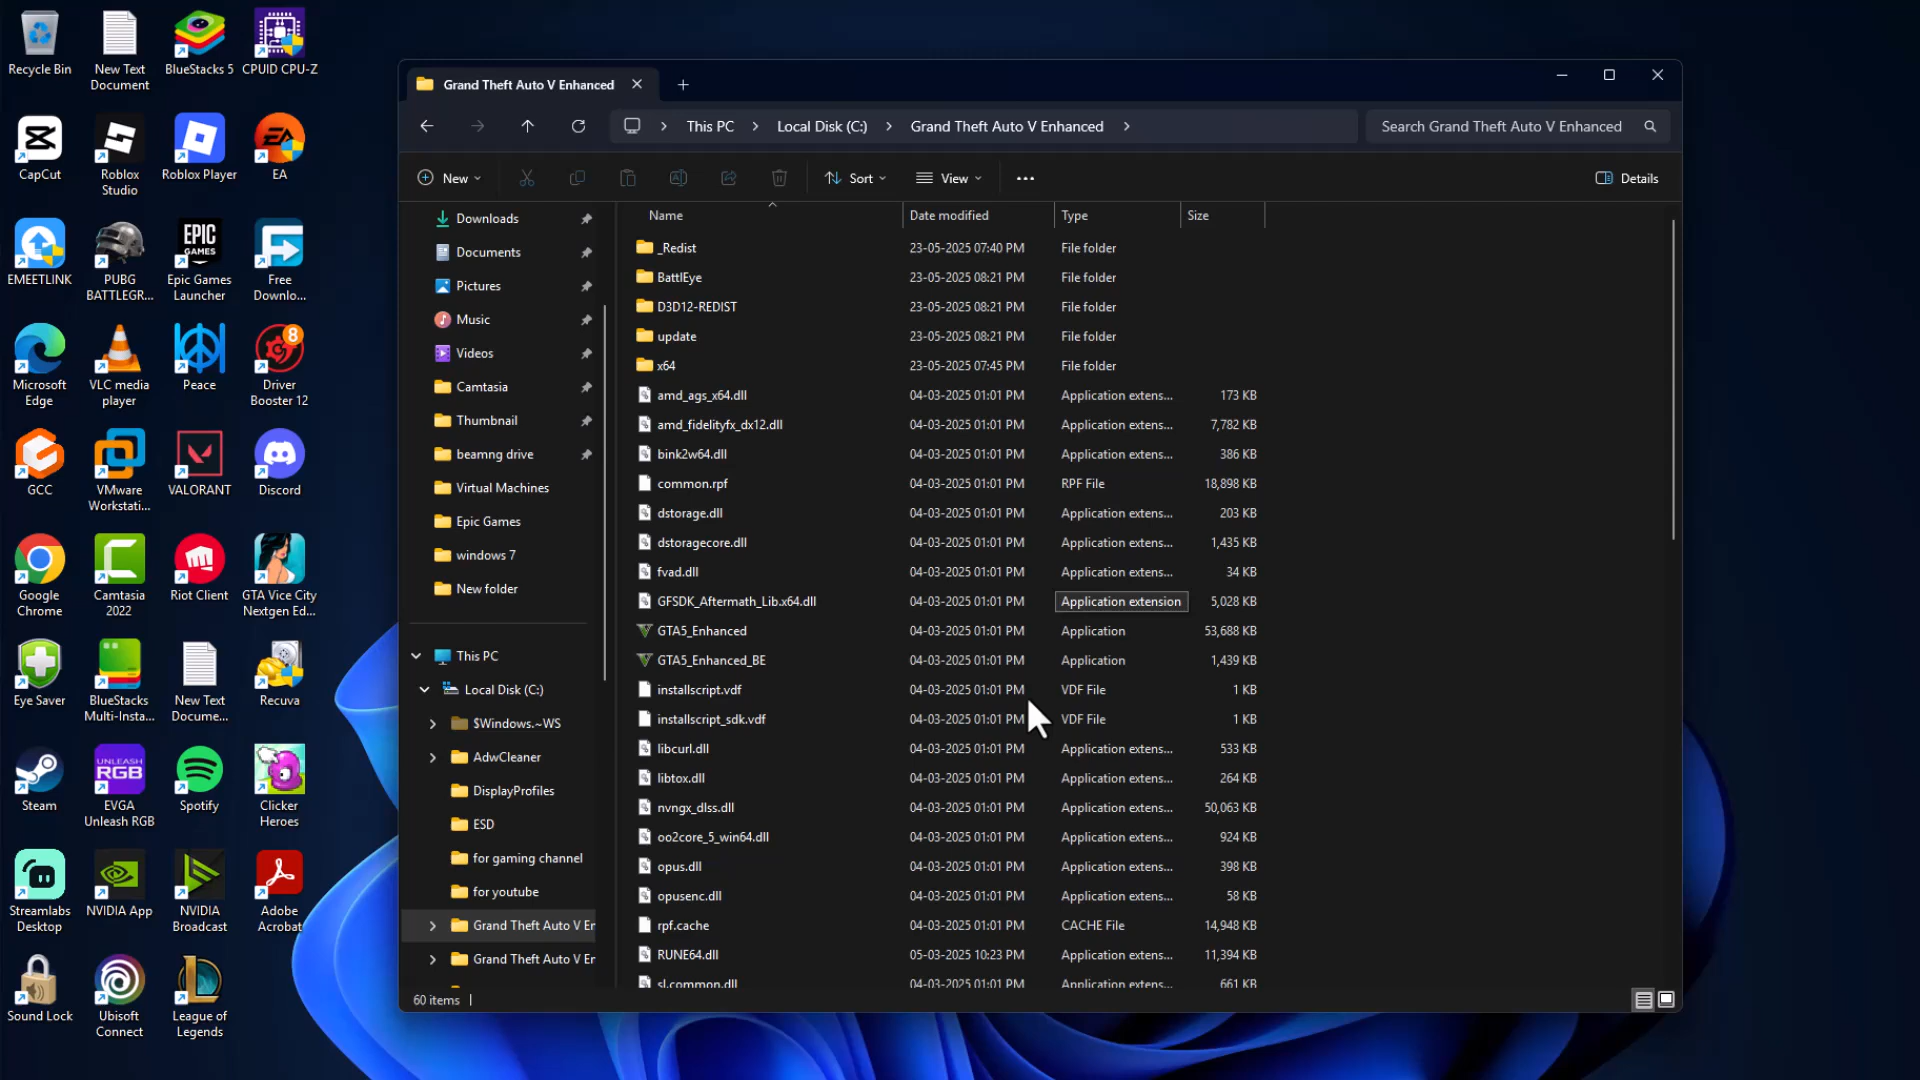 Recycle Bin
New Text
Document
BlueStacks 5
CPUID CPU-Z
CapCut
Roblox
Studio
Roblox Player
EA
EMEETLINK
PUBG
BATTLEGR...
EPIC
GAMES
Epic Games
Launcher
Free
Downlo...
Microsoft
Edge
VLC media
player
Peace
8
Driver
Booster 12
GCC
VMware
Workstati...
VALORANT
Discord
Google
Chrome
Camtasia
2022
Riot Client
GTA Vice City
Nextgen Ed...
Eye Saver
BlueStacks
Multi-Insta...
New Text
Docume...
Recuva
Steam
UNLEASH
RGB
EVGA
Unleash RGB
Spotify
Clicker
Heroes
Streamlabs
Desktop
NVIDIA App
NVIDIA
Broadcast
Adobe
Acrobat
Sound Lock
Ubisoft
Connect
League of
Legends
Grand Theft Auto V Enhanced
This PC > Local Disk (C:) > Grand Theft Auto V Enhanced >
Search Grand Theft Auto V Enhanced
New
Sort
View
Details
Downloads
Documents
Pictures
Music
Videos
Camtasia
Thumbnail
beamng drive
Virtual Machines
Epic Games
windows 7
New folder
This PC
Local Disk (C:)
$Windows.~WS
AdwCleaner
DisplayProfiles
ESD
for gaming channel
for youtube
Grand Theft Auto V Er
Grand Theft Auto V Er
Name Date modified Type Size
_Redist 23-05-2025 07:40 PM File folder
BattlEye 23-05-2025 08:21 PM File folder
D3D12-REDIST 23-05-2025 08:21 PM File folder
update 23-05-2025 08:21 PM File folder
x64 23-05-2025 07:45 PM File folder
amd_ags_x64.dll 04-03-2025 01:01 PM Application extens... 173 KB
amd_fidelityfx_dx12.dll 04-03-2025 01:01 PM Application extens... 7,782 KB
bink2w64.dll 04-03-2025 01:01 PM Application extens... 386 KB
common.rpf 04-03-2025 01:01 PM RPF File 18,898 KB
dstorage.dll 04-03-2025 01:01 PM Application extens... 203 KB
dstoragecore.dll 04-03-2025 01:01 PM Application extens... 1,435 KB
fvad.dll 04-03-2025 01:01 PM Application extens... 34 KB
GFSDK_Aftermath_Lib.x64.dll 04-03-2025 01:01 PM Application extension 5,028 KB
GTA5_Enhanced 04-03-2025 01:01 PM Application 53,688 KB
GTA5_Enhanced_BE 04-03-2025 01:01 PM Application 1,439 KB
installscript.vdf 04-03-2025 01:01 PM VDF File 1 KB
installscript_sdk.vdf 04-03-2025 01:01 PM VDF File 1 KB
libcurl.dll 04-03-2025 01:01 PM Application extens... 533 KB
libtox.dll 04-03-2025 01:01 PM Application extens... 264 KB
nvngx_dlss.dll 04-03-2025 01:01 PM Application extens... 50,063 KB
oo2core_5_win64.dll 04-03-2025 01:01 PM Application extens... 924 KB
opus.dll 04-03-2025 01:01 PM Application extens... 398 KB
opusenc.dll 04-03-2025 01:01 PM Application extens... 58 KB
rpf.cache 04-03-2025 01:01 PM CACHE File 14,948 KB
RUNE64.dll 05-03-2025 10:23 PM Application extens... 11,394 KB
sl.common.dll 04-03-2025 01:01 PM Application extens... 661 KB
60 items